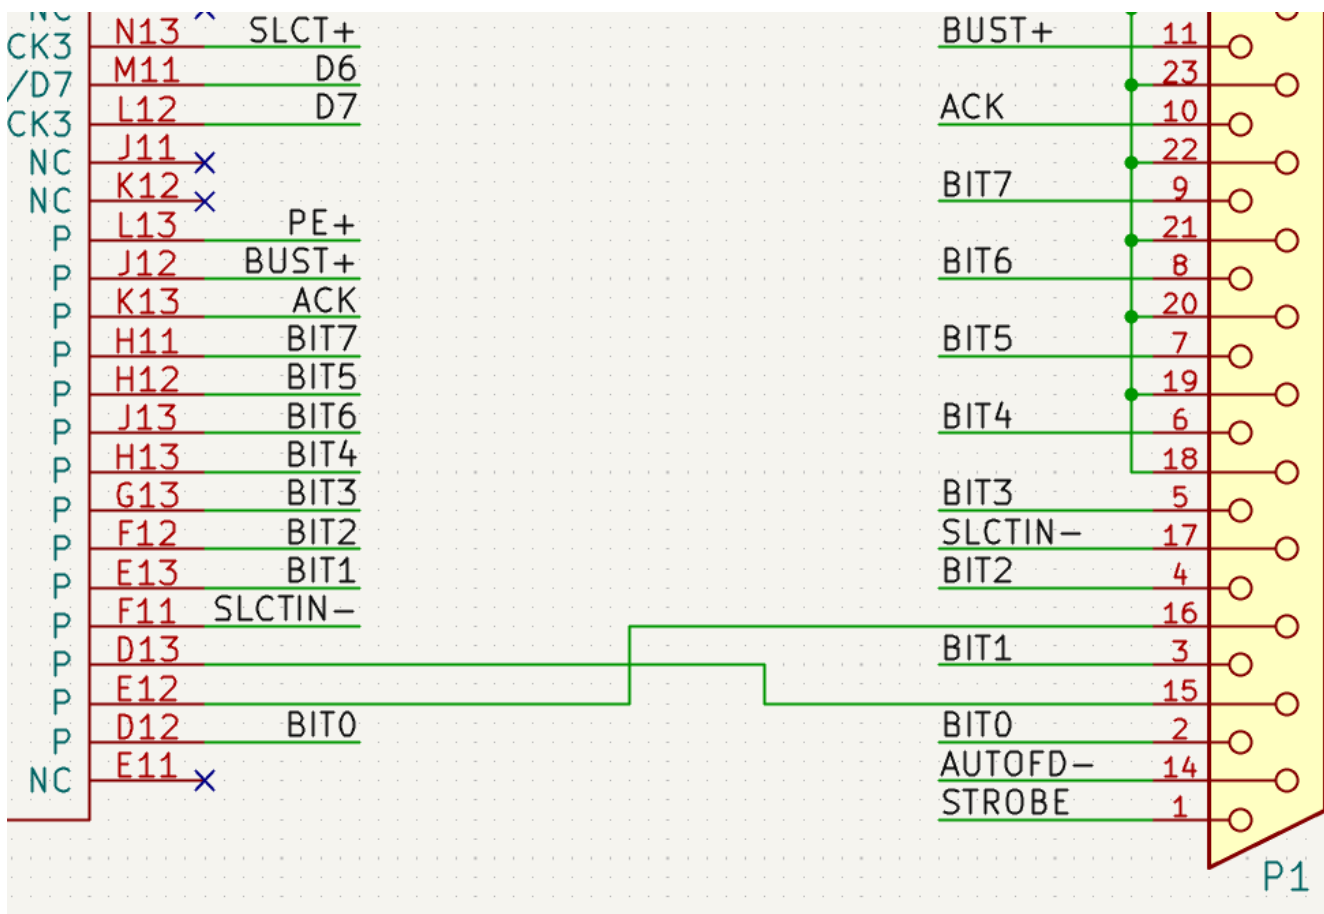 NC
N13 SLCT+ BUST+ 11
CK3
M11 D6 23
/D7
L12 D7 ACK 10
CK3
J11 22
NC
K12 BIT7 9
NC
L13 PE+ 21
P
J12 BUST+ BIT6 8
P
K13 ACK 20
P
H11 BIT7 BIT5 7
P
H12 BIT5 19
P
J13 BIT6 BIT4 6
P
H13 BIT4 18
P
G13 BIT3 BIT3 5
P
F12 BIT2 SLCTIN- 17
P
E13 BIT1 BIT2 4
P
F11 SLCTIN- 16
P
D13 BIT1 3
P
E12 15
P
D12 BIT0 BIT0 2
P
E11 AUTOFD- 14
NC
STROBE 1
P1